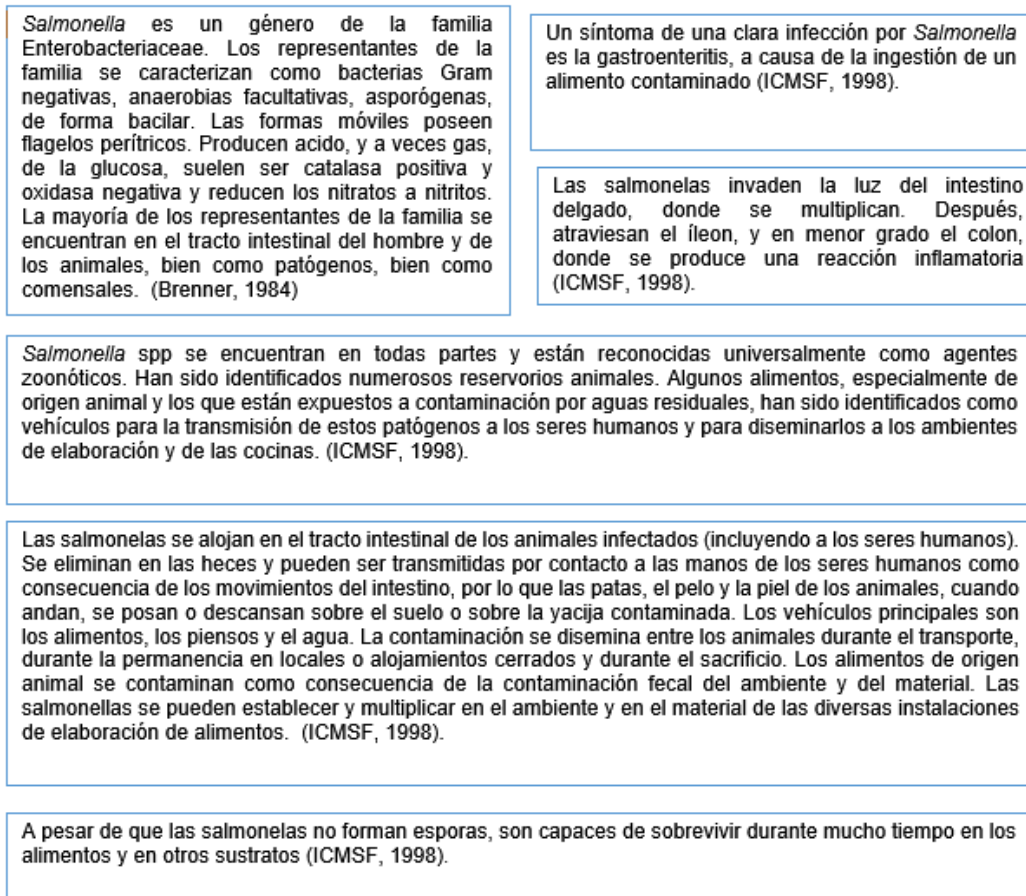 Salmonella es un género de la familia
Enterobacteriaceae. Los representantes de la
familia se caracterizan como bacterias Gram
negativas, anaerobias facultativas, asporógenas,
de forma bacilar. Las formas móviles poseen
flagelos perítricos. Producen acido, y a veces gas,
de la glucosa, suelen ser catalasa positiva y
oxidasa negativa y reducen los nitratos a nitritos.
La mayoría de los representantes de la familia se
encuentran en el tracto intestinal del hombre y de
los animales, bien como patógenos, bien como
comensales. (Brenner, 1984)
Un síntoma de una clara infección por Salmonella
es la gastroenteritis, a causa de la ingestión de un
alimento contaminado (ICMSF, 1998).
Las salmonelas invaden la luz del intestino
delgado, donde se multiplican. Después,
atraviesan el íleon, y en menor grado el colon,
donde se produce una reacción inflamatoria
(ICMSF, 1998).
Salmonella spp se encuentran en todas partes y están reconocidas universalmente como agentes
zoonóticos. Han sido identificados numerosos reservorios animales. Algunos alimentos, especialmente de
origen animal y los que están expuestos a contaminación por aguas residuales, han sido identificados como
vehículos para la transmisión de estos patógenos a los seres humanos y para diseminarlos a los ambientes
de elaboración y de las cocinas. (ICMSF, 1998).
Las salmonelas se alojan en el tracto intestinal de los animales infectados (incluyendo a los seres humanos).
Se eliminan en las heces y pueden ser transmitidas por contacto a las manos de los seres humanos como
consecuencia de los movimientos del intestino, por lo que las patas, el pelo y la piel de los animales, cuando
andan, se posan o descansan sobre el suelo o sobre la yacija contaminada. Los vehículos principales son
los alimentos, los piensos y el agua. La contaminación se disemina entre los animales durante el transporte,
durante la permanencia en locales o alojamientos cerrados y durante el sacrificio. Los alimentos de origen
animal se contaminan como consecuencia de la contaminación fecal del ambiente y del material. Las
salmonellas se pueden establecer y multiplicar en el ambiente y en el material de las diversas instalaciones
de elaboración de alimentos. (ICMSF, 1998).
A pesar de que las salmonelas no forman esporas, son capaces de sobrevivir durante mucho tiempo en los
alimentos y en otros sustratos (ICMSF, 1998).